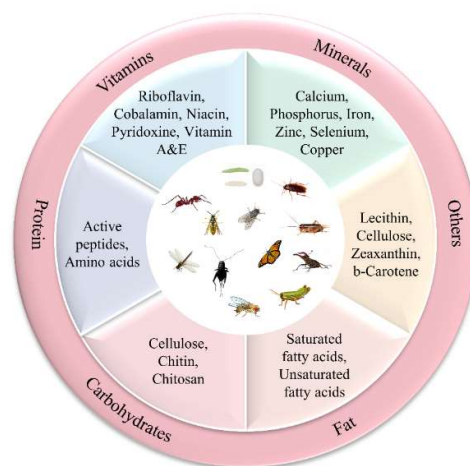 Vitamins
Riboflavin,
Cobalamin, Niacin,
Pyridoxine, Vitamin
A&E
Minerals
Calcium,
Phosphorus, Iron,
Zinc, Selenium,
Copper
Others
Lecithin,
Cellulose,
Zeaxanthin,
b-Carotene
Fat
Saturated
fatty acids,
Unsaturated
fatty acids
Carbohydrates
Cellulose,
Chitin,
Chitosan
Protein
Active
peptides,
Amino acids